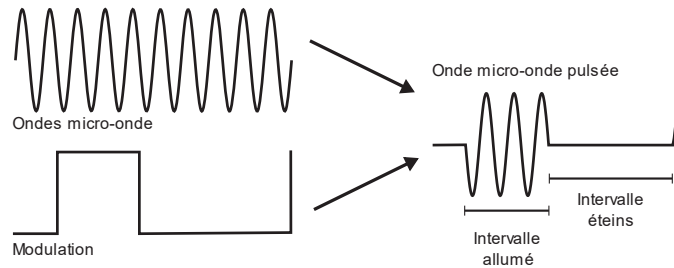 Ondes micro-onde
Modulation
Onde micro-onde pulsée
Intervalle
allumé
Intervalle
éteins